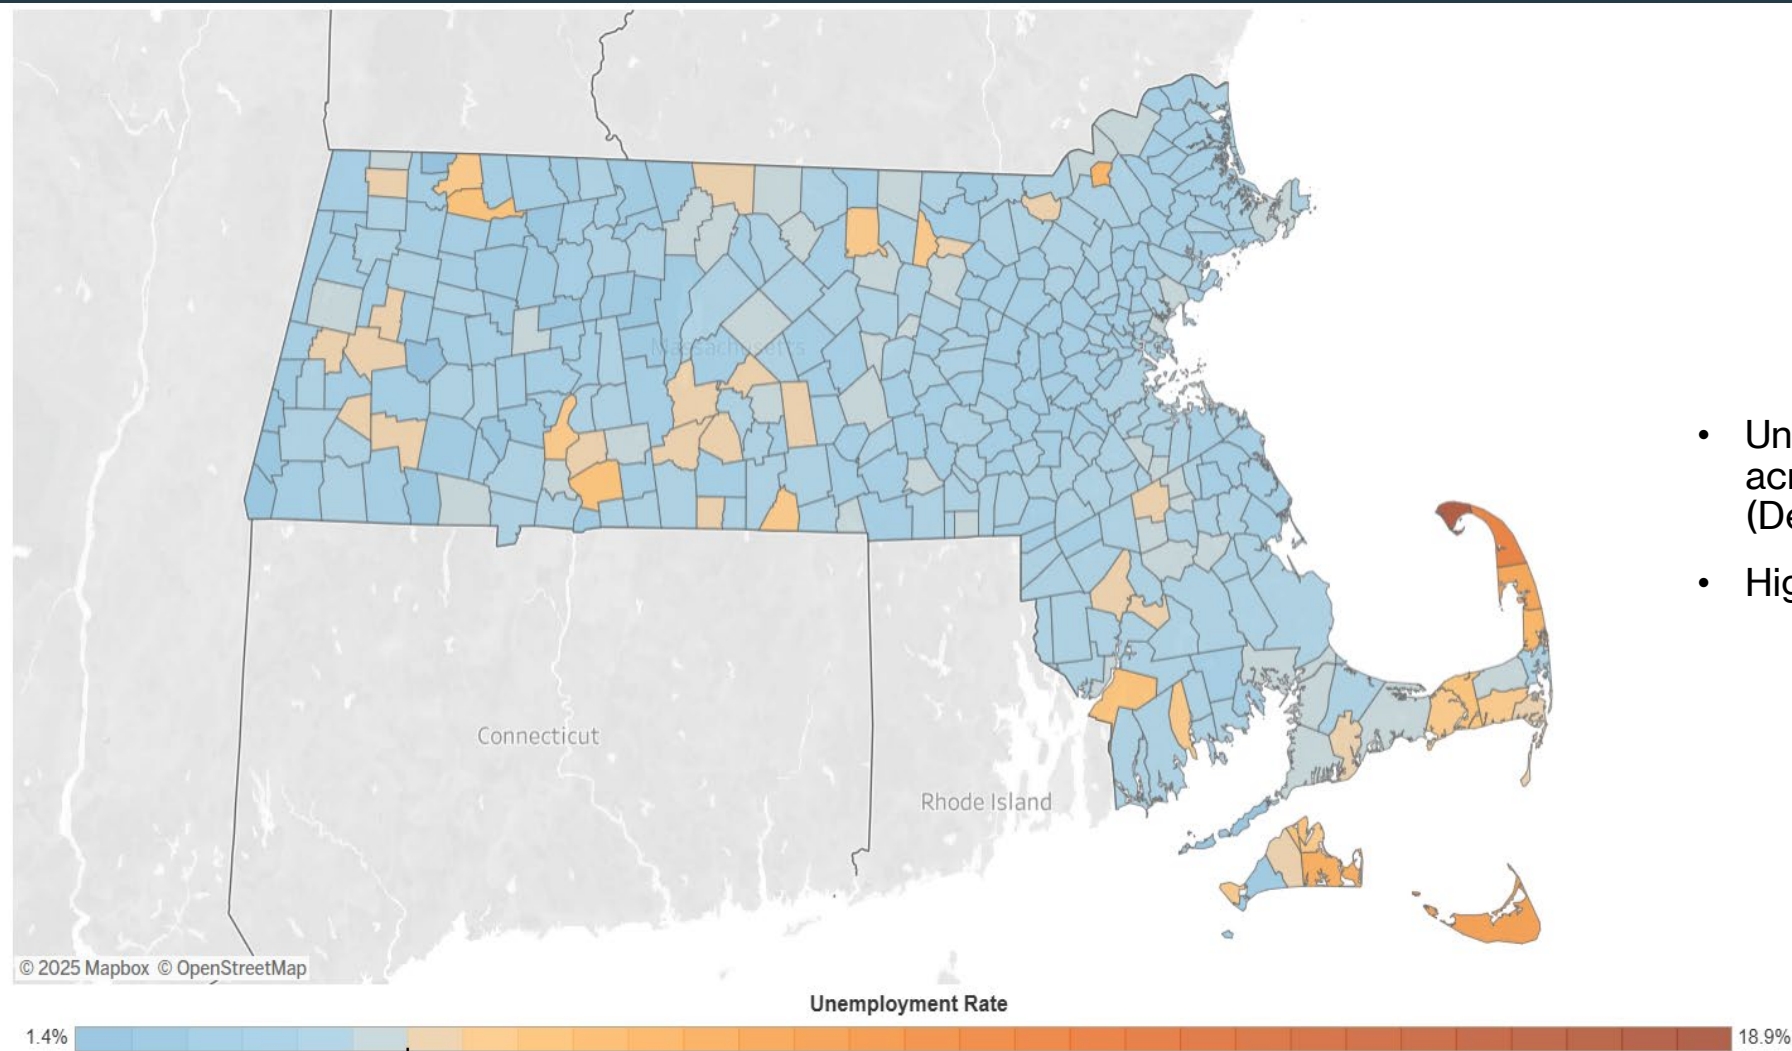 Massachusetts
Connecticut
Rhode Island
© 2025 Mapbox © OpenStreetMap
Unemployment Rate
1.4%
18.9%
•
•